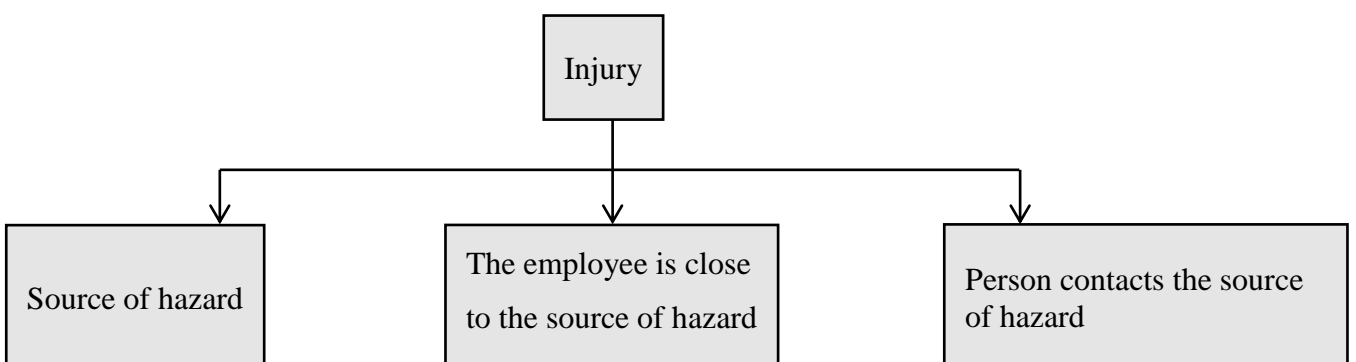 Injury
Source of hazard
The employee is close
to the source of hazard
Person contacts the source
of hazard